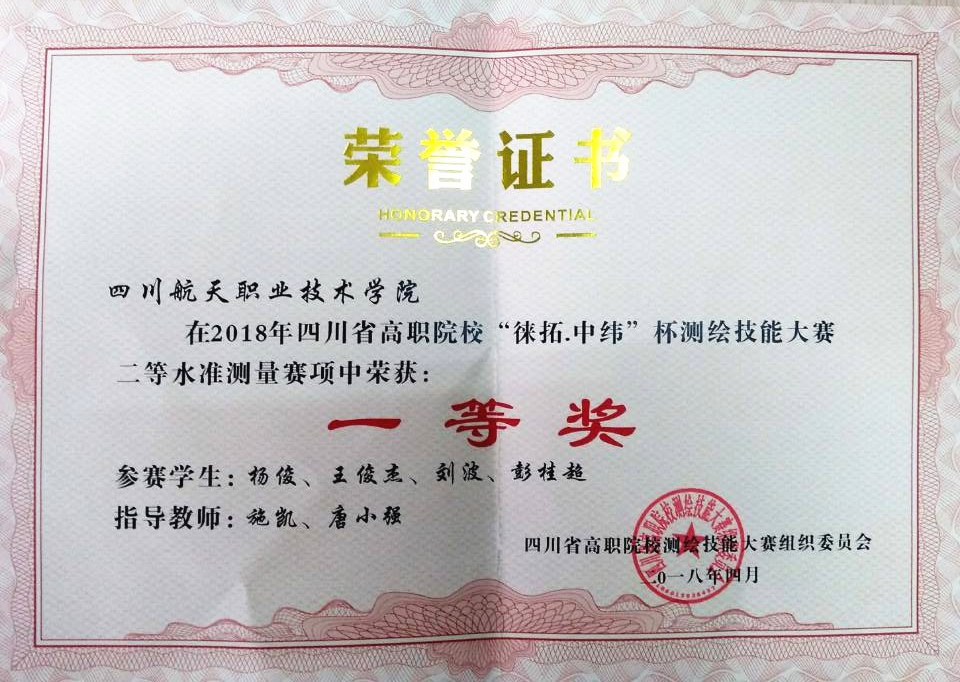 荣誉证书
HONORARY CREDENTIAL
四川航天职业技术学院
在2018年四川省高职院校“徕拓.中纬”杯测绘技能大赛
二等水准测量赛项中荣获：
一等奖
参赛学生：杨俊、王俊杰、刘波、彭桂超
指导教师：施凯、唐小强
四川省高职院校测绘技能大赛组织委员会
二0一八年四月